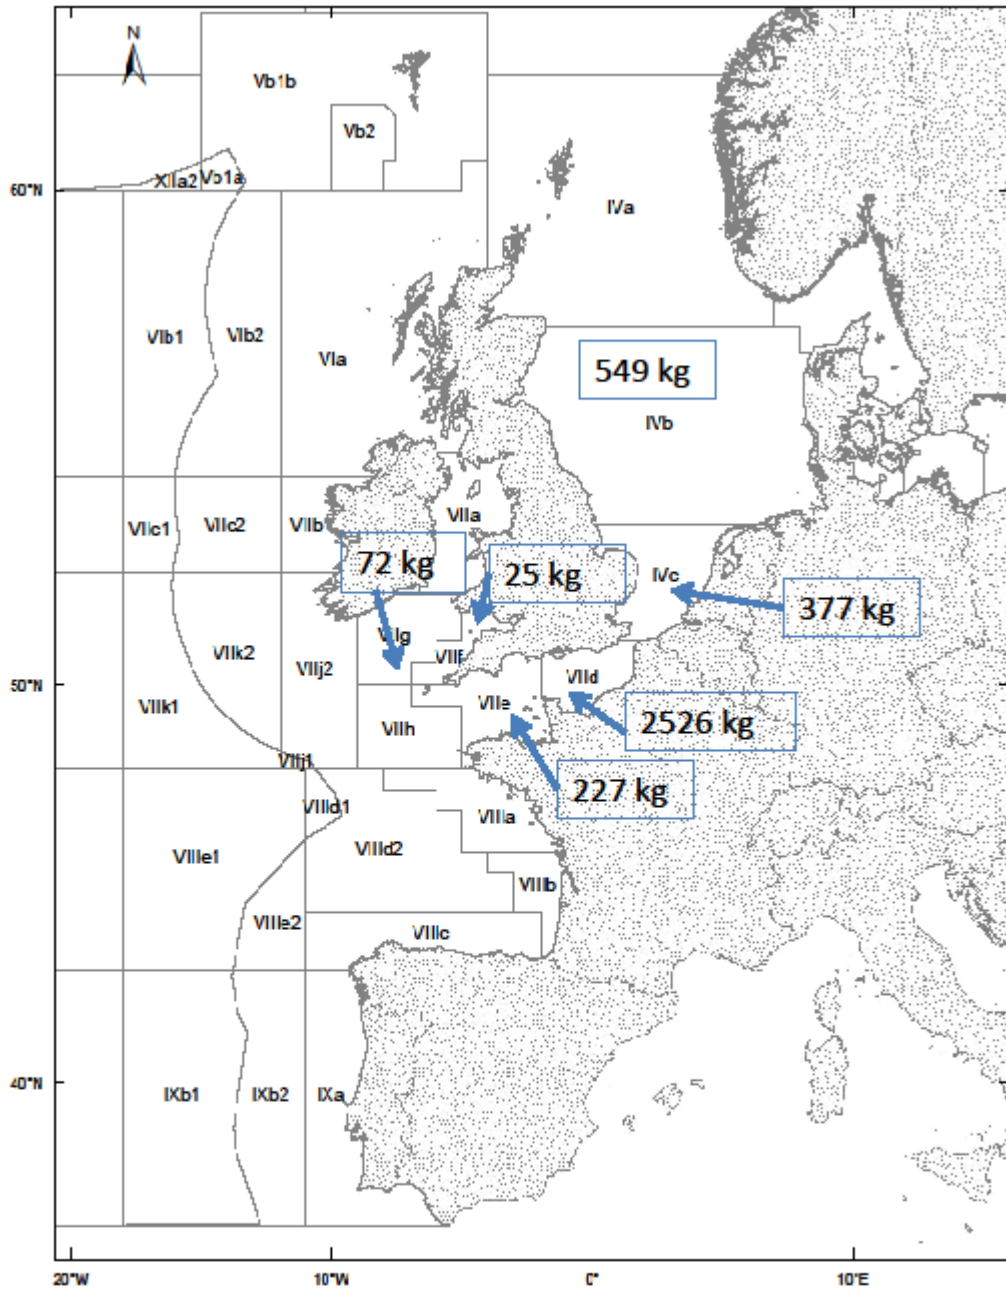 N
Vb1b
Vb2
XIIa2 Vb1a
60°N
IVa
VIb1 VIb2
VIa
549 kg
IVb
VIIc1 VIIc2 VIIb
VIIa
72 kg
25 kg
IVc
377 kg
VIIg
VIIf
VIIk2 VIIj2
50°N
VIId
VIIk1
VIIh
VIIe
2526 kg
VIIj1
227 kg
VIIId1
VIIIa
VIIIe1
VIIId2
VIIIb
VIIIe2
VIIIc
40°N
IXb1 IXb2 IXa
20°W 10°W 0° 10°E